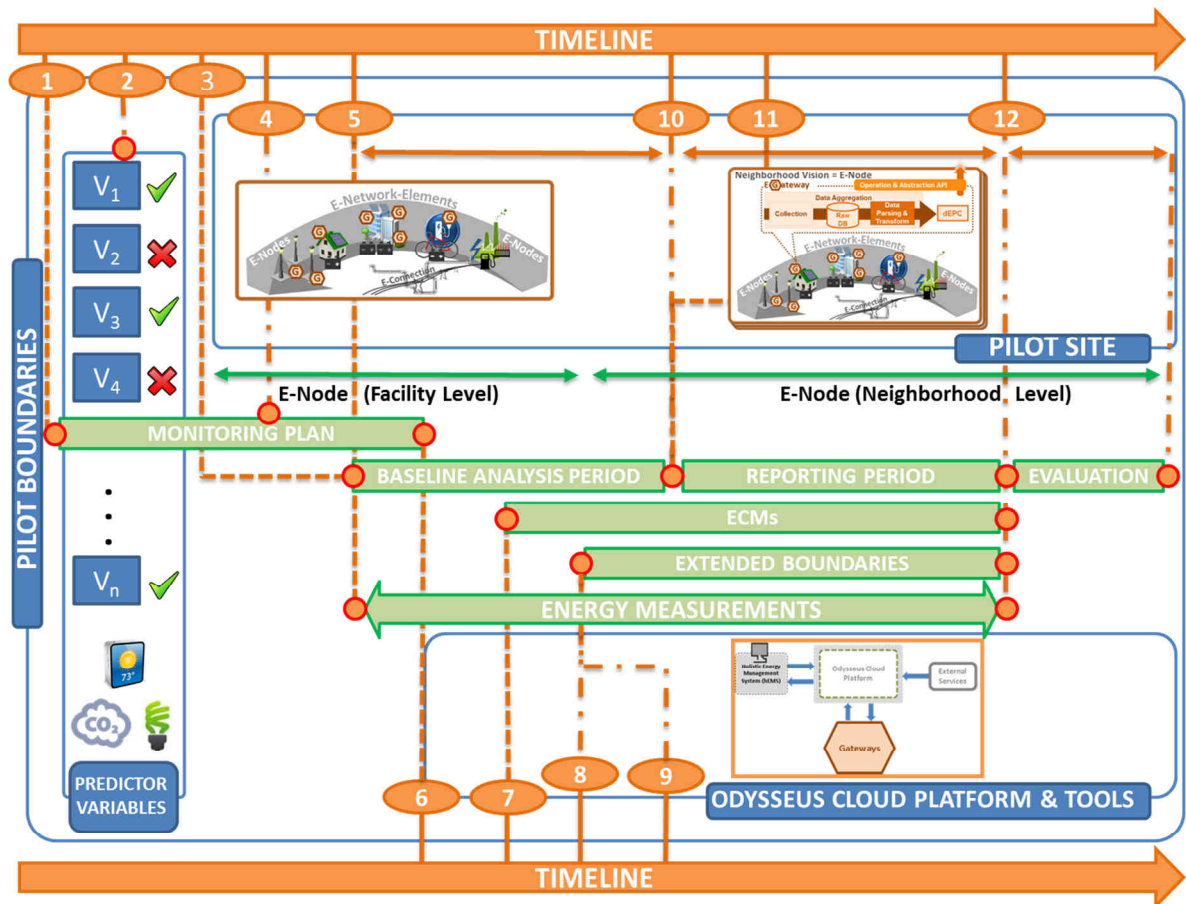 TIMELINE
1
2
3
4
5
10
11
12
V1
V2
V3
V4
Vn
73°
CO2
PREDICTOR
VARIABLES
PILOT BOUNDARIES
E-Network-Elements
E-Nodes
E-Nodes
E-Connection
G
G
G
G
G
G
G
G
Neighborhood Vision = E-Node
E-Gateway
Operation & Abstraction API
Data Aggregation
Collection
Raw
DB
Data
Parsing &
Transform
dEPC
E-Network-Elements
E-Nodes
E-Nodes
E-Connection
PILOT SITE
E-Node (Facility Level)
E-Node (Neighborhood Level)
MONITORING PLAN
BASELINE ANALYSIS PERIOD
REPORTING PERIOD
EVALUATION
ECMs
EXTENDED BOUNDARIES
ENERGY MEASUREMENTS
Holistic Energy
Management
System (hEMS)
Odysseus Cloud
Platform
External
Services
Gateways
6
7
8
9
ODYSSEUS CLOUD PLATFORM & TOOLS
TIMELINE